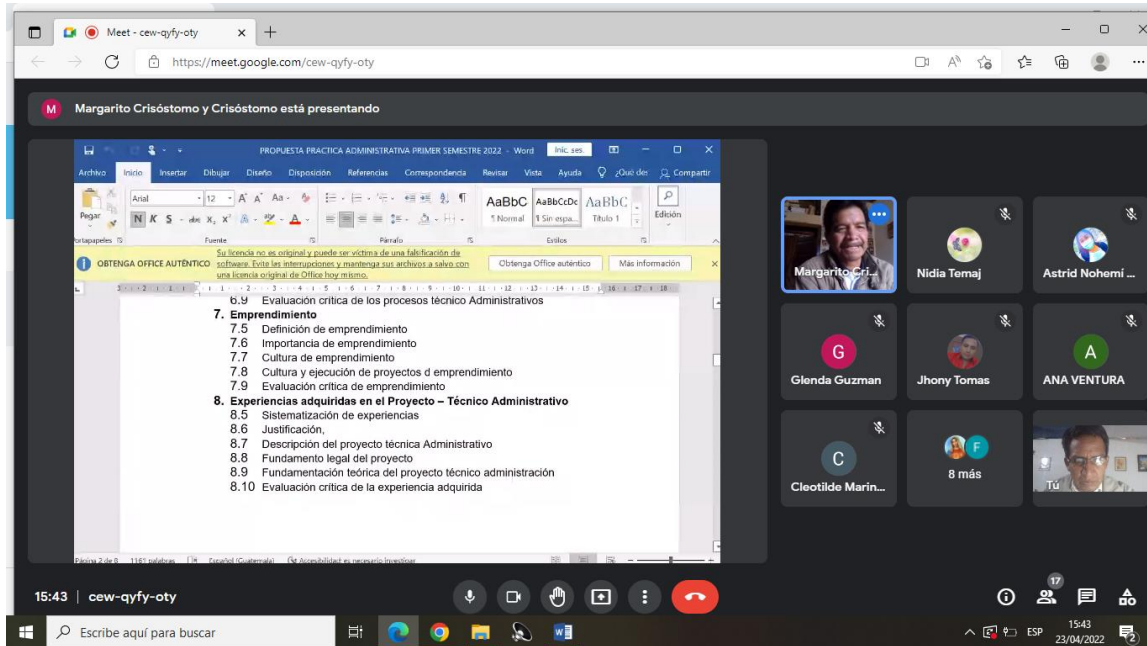 Meet - cew-qyfy-oty
https://meet.google.com/cew-qyfy-oty
M Margarito Crisóstomo y Crisóstomo está presentando
PROPUESTA PRACTICA ADMINISTRATIVA PRIMER SEMESTRE 2022 - Word Inic. ses.
Archivo Inicio Insertar Dibujar Diseño Disposición Referencias Correspondencia Revisar Vista Ayuda ¿Qué des Compartir
Pegar Arial 12 Aa AaBbC AaBbCcDc AaBbC
N K S abc x, x² A A ¶ Normal ¶ Sin espa... Título 1 Edición
Portapapeles Fuente Párrafo Estilos
OBTENGA OFFICE AUTÉNTICO Su licencia no es original y puede ser víctima de una falsificación de
software. Evite las interrupciones y mantenga sus archivos a salvo con
una licencia original de Office hoy mismo.
Obtenga Office auténtico Más información
6.9 Evaluación crítica de los procesos técnico Administrativos
7. Emprendimiento
7.5 Definición de emprendimiento
7.6 Importancia de emprendimiento
7.7 Cultura de emprendimiento
7.8 Cultura y ejecución de proyectos d emprendimiento
7.9 Evaluación crítica de emprendimiento
8. Experiencias adquiridas en el Proyecto – Técnico Administrativo
8.5 Sistematización de experiencias
8.6 Justificación,
8.7 Descripción del proyecto técnica Administrativo
8.8 Fundamento legal del proyecto
8.9 Fundamentación teórica del proyecto técnico administración
8.10 Evaluación crítica de la experiencia adquirida
Página 2 de 8 1161 palabras Español (Guatemala) Accesibilidad: es necesario investigar
Margarito Cri...
Nidia Temaj
Astrid Nohemí ...
G
Glenda Guzman
Jhony Tomas
A
ANA VENTURA
C
Cleotilde Marin...
F
8 más
Tú
15:43 | cew-qyfy-oty
17
Escribe aquí para buscar
ESP
15:43
23/04/2022
2